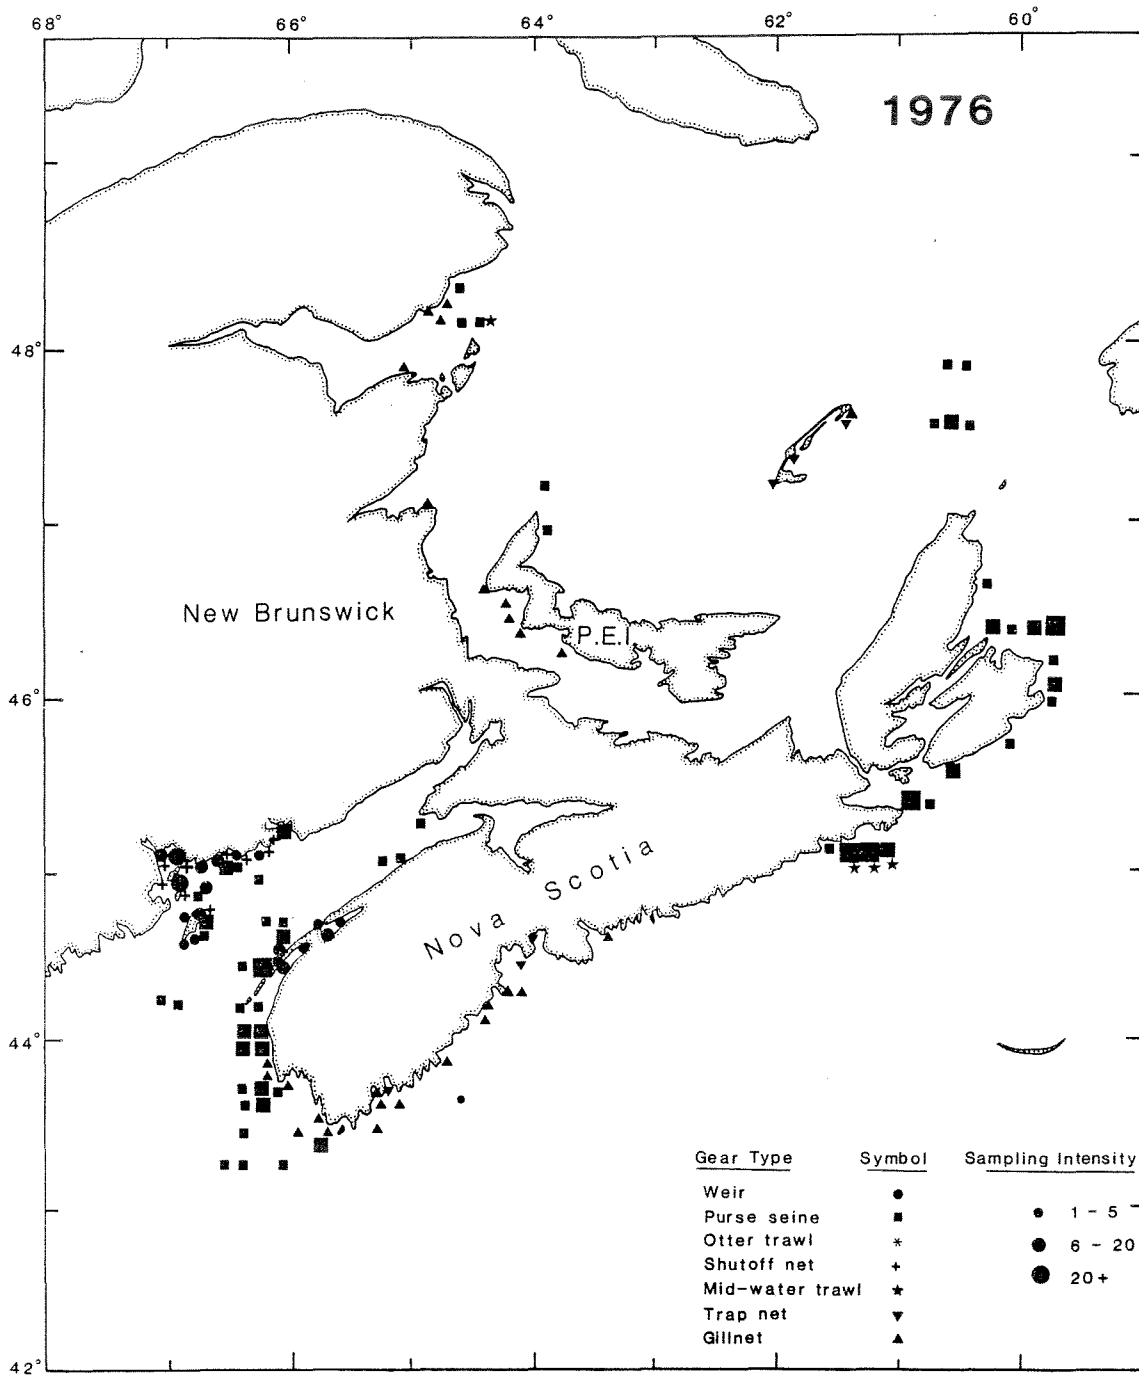 68° 66° 64° 62° 60°
1976
48°
New Brunswick
P.E.I
46°
Nova Scotia
44°
Gear Type Symbol Sampling Intensity
Weir
Purse seine 1 - 5
Otter trawl
Shutoff net 6 - 20
Mid-water trawl 20+
Trap net
Gillnet
42°